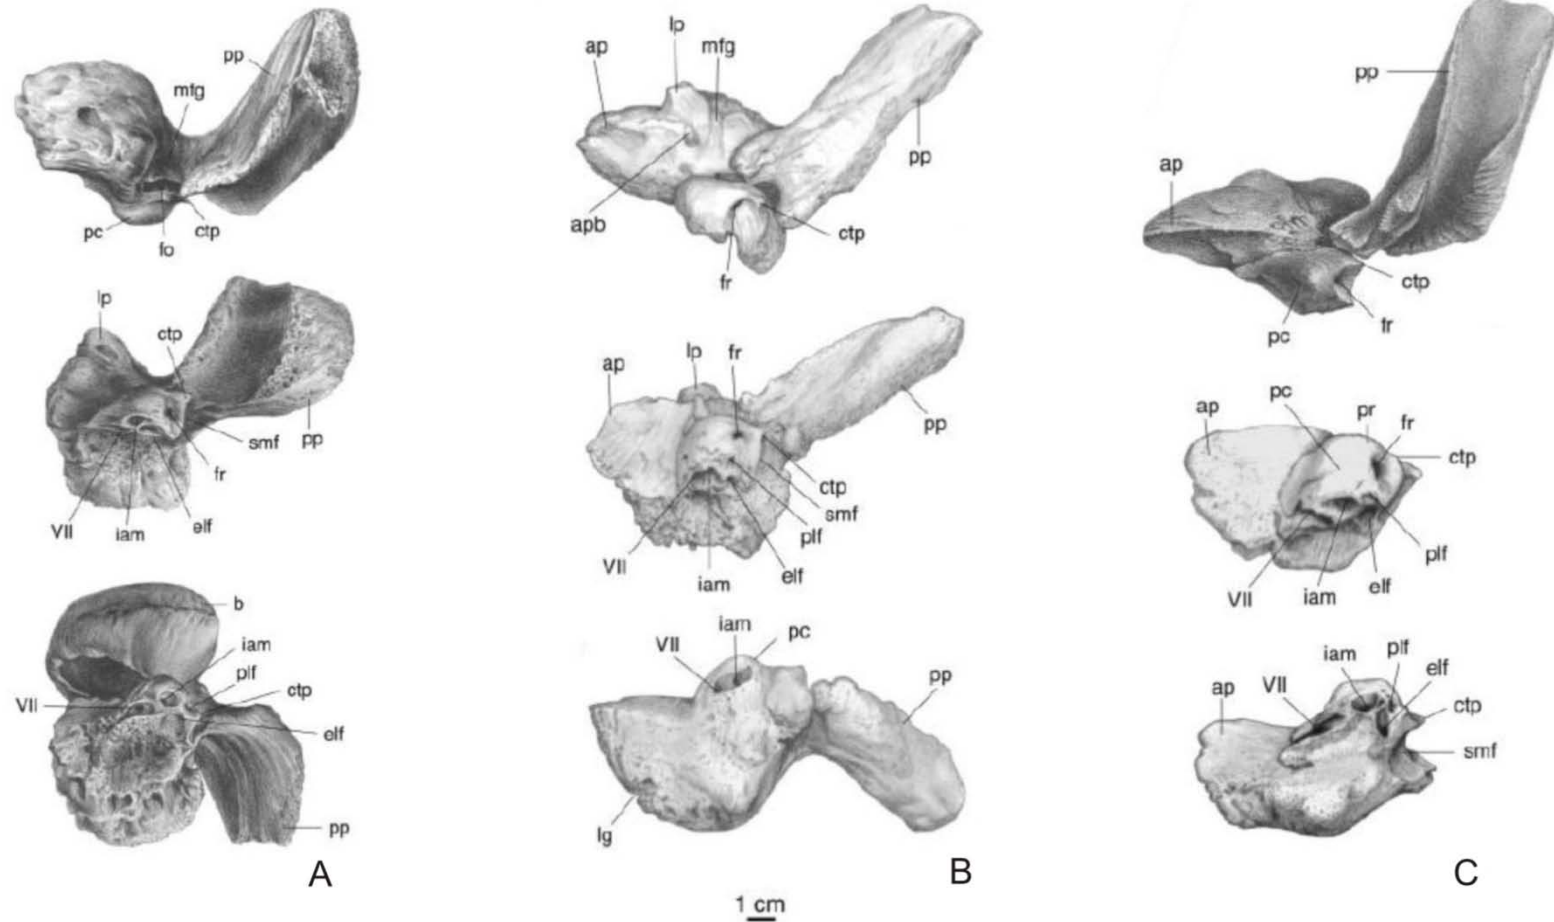 pp
mfg
pc
fo
ctp
lp
ctp
smf
pp
fr
VII
iam
elf
b
iam
plf
ctp
VII
elf
pp
A
lp
ap
mfg
pp
apb
ctp
fr
lp
fr
ap
pp
ctp
smf
plf
VII
elf
iam
iam
VII
pc
pp
lg
B
1 cm
pp
ap
ctp
fr
pc
pc
pr
ap
fr
ctp
plf
elf
VII
iam
plf
iam
elf
VII
ap
ctp
smf
C